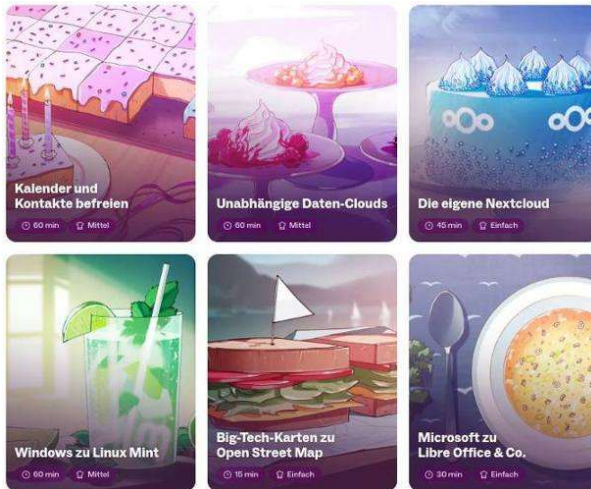 Kalender und
Kontakte befreien
60 min Mittel
Unabhängige Daten-Clouds
60 min Mittel
Die eigene Nextcloud
45 min Einfach
Windows zu Linux Mint
60 min Mittel
Big-Tech-Karten zu
Open Street Map
15 min Einfach
Microsoft zu
Libre Office & Co.
30 min Einfach